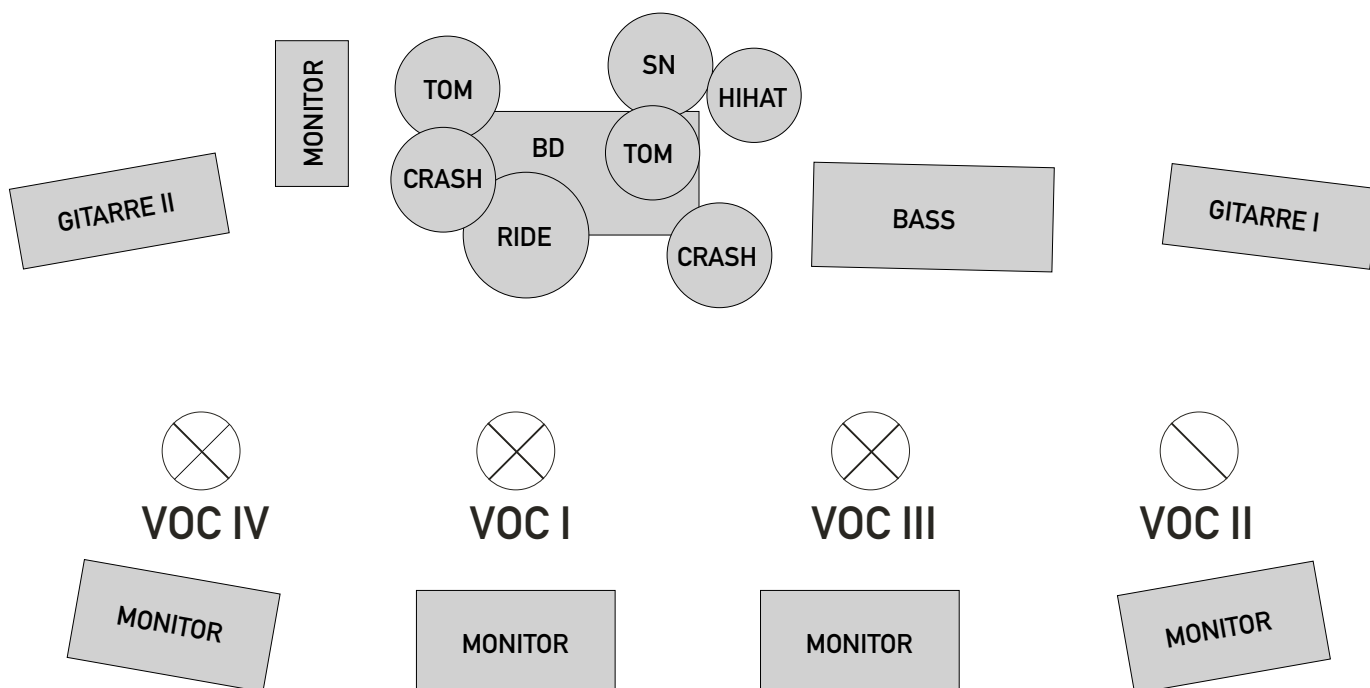 MONITOR
TOM
SN
HIHAT
BD
TOM
CRASH
RIDE
CRASH
GITARRE II
BASS
GITARRE I
VOC IV
VOC I
VOC III
VOC II
MONITOR
MONITOR
MONITOR
MONITOR